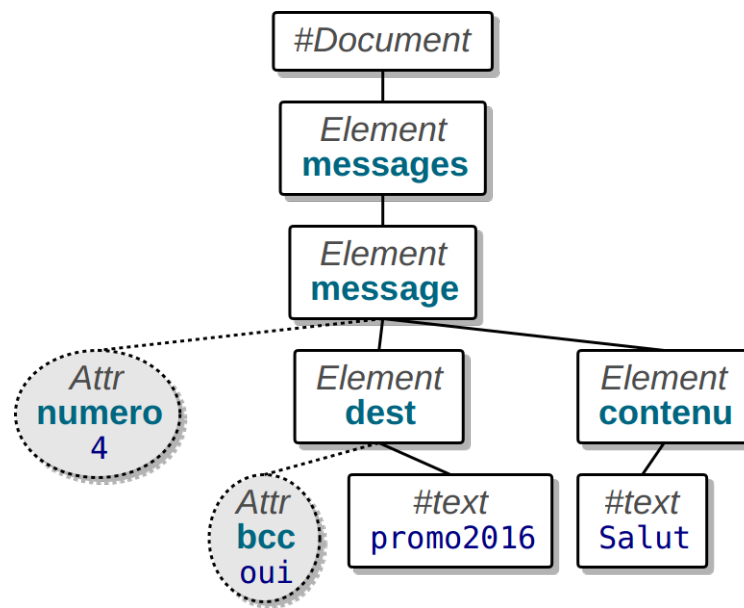 #Document
Element
messages
Element
message
Attr
numero
4
Element
dest
Element
contenu
Attr
bcc
oui
#text
promo2016
#text
Salut